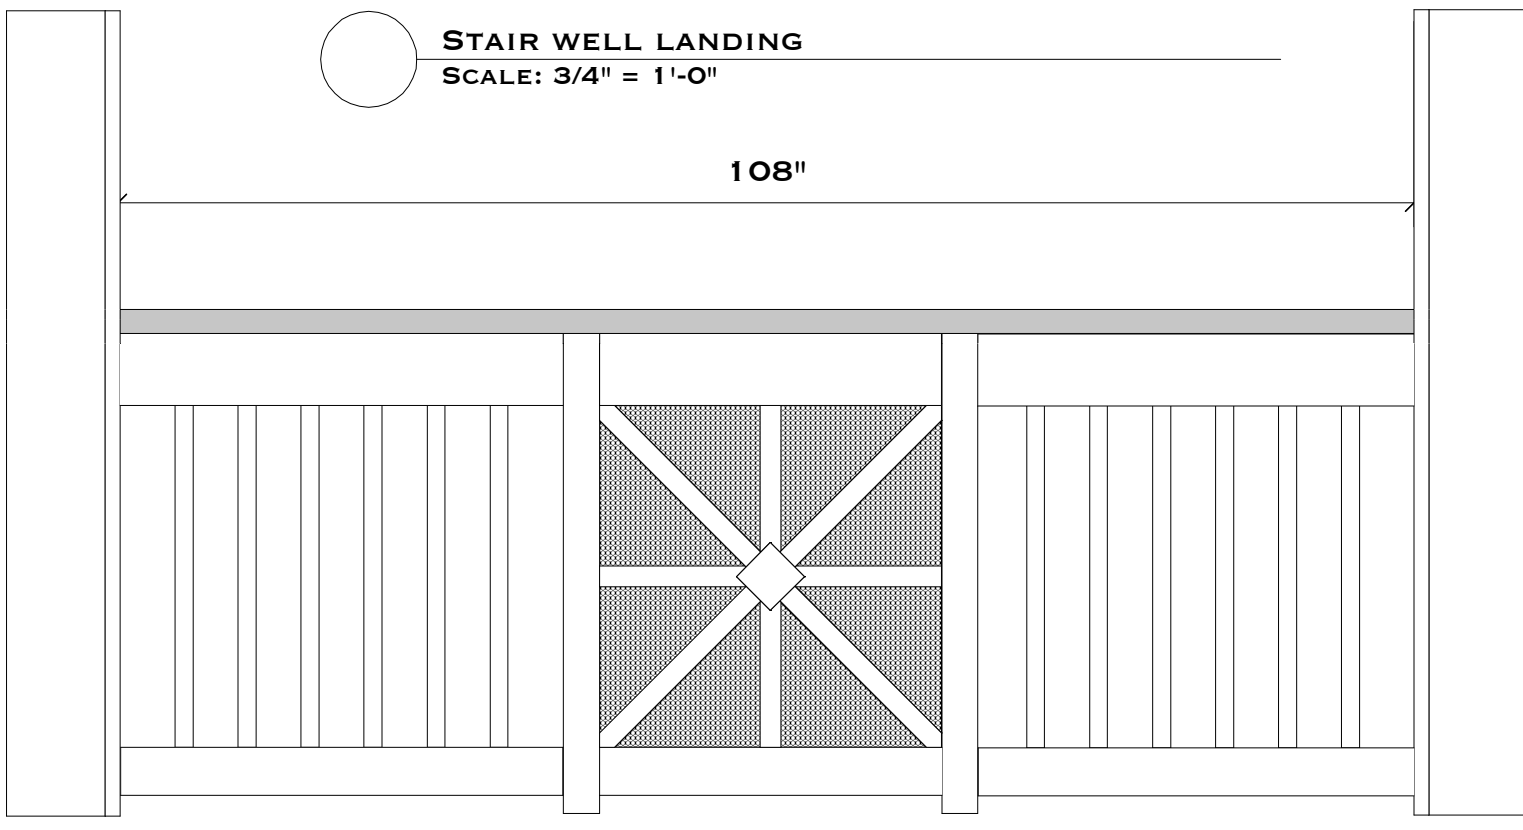 STAIR WELL LANDING
SCALE: 3/4" = 1'-0"
108"